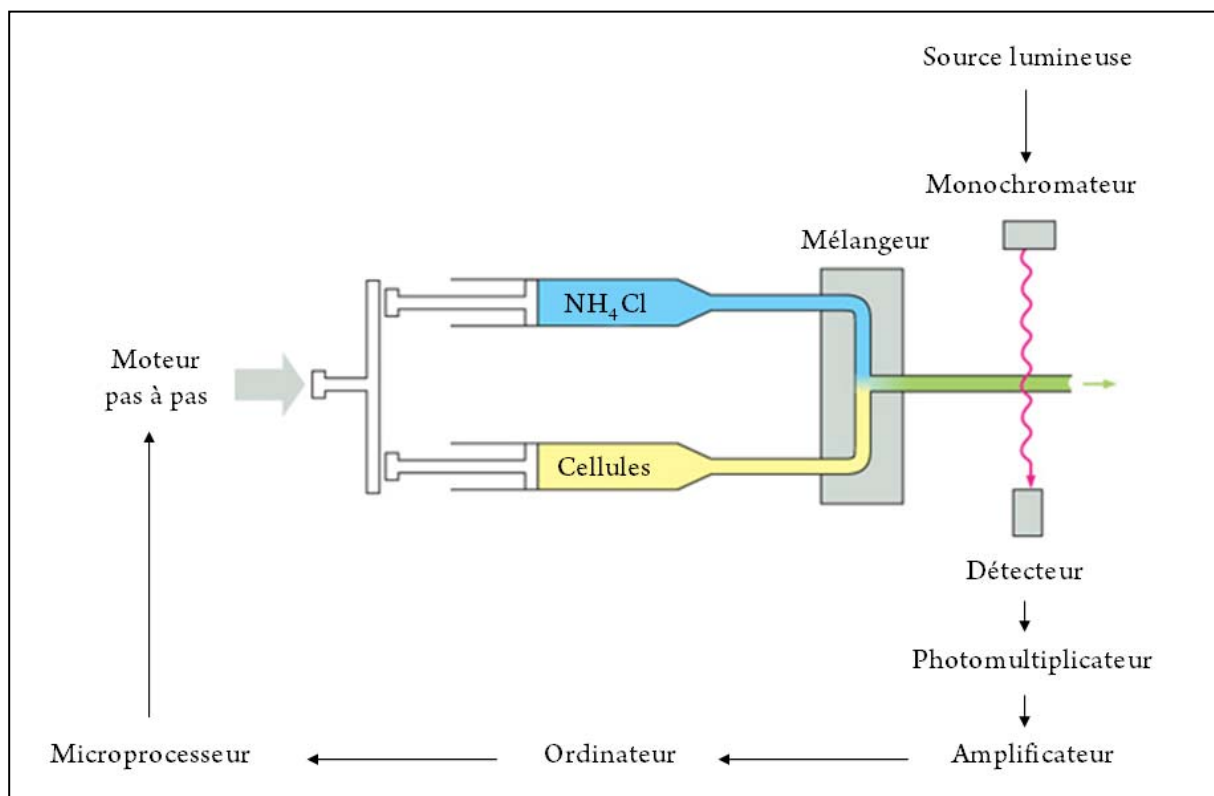 Source lumineuse
Monochromateur
Mélangeur
NH₄Cl
Moteur
pas à pas
Cellules
Détecteur
Photomultiplicateur
Microprocesseur
Ordinateur
Amplificateur